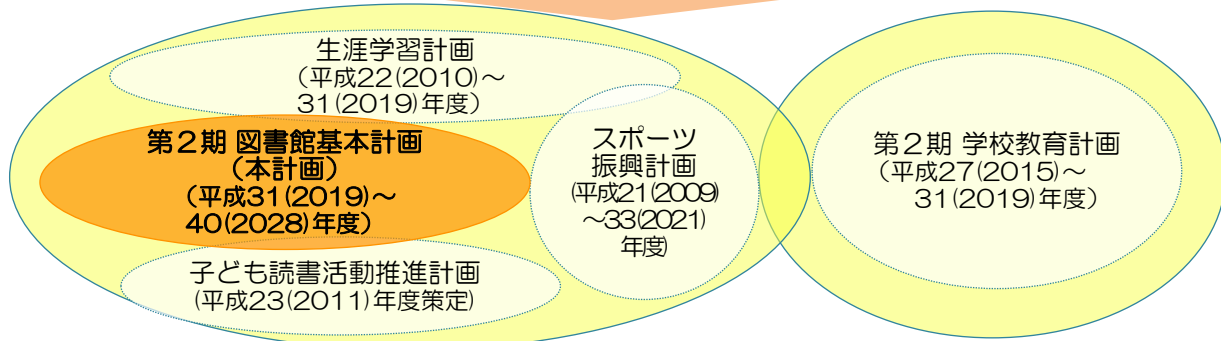 生涯学習計画
（平成22(2010)～
31(2019)年度）
第２期 図書館基本計画
（本計画）
（平成31(2019)～
40(2028)年度）
スポーツ
振興計画
(平成21(2009)
～33(2021)
年度)
子ども読書活動推進計画
(平成23(2011)年度策定)
第２期 学校教育計画
（平成27(2015)～
31(2019)年度）